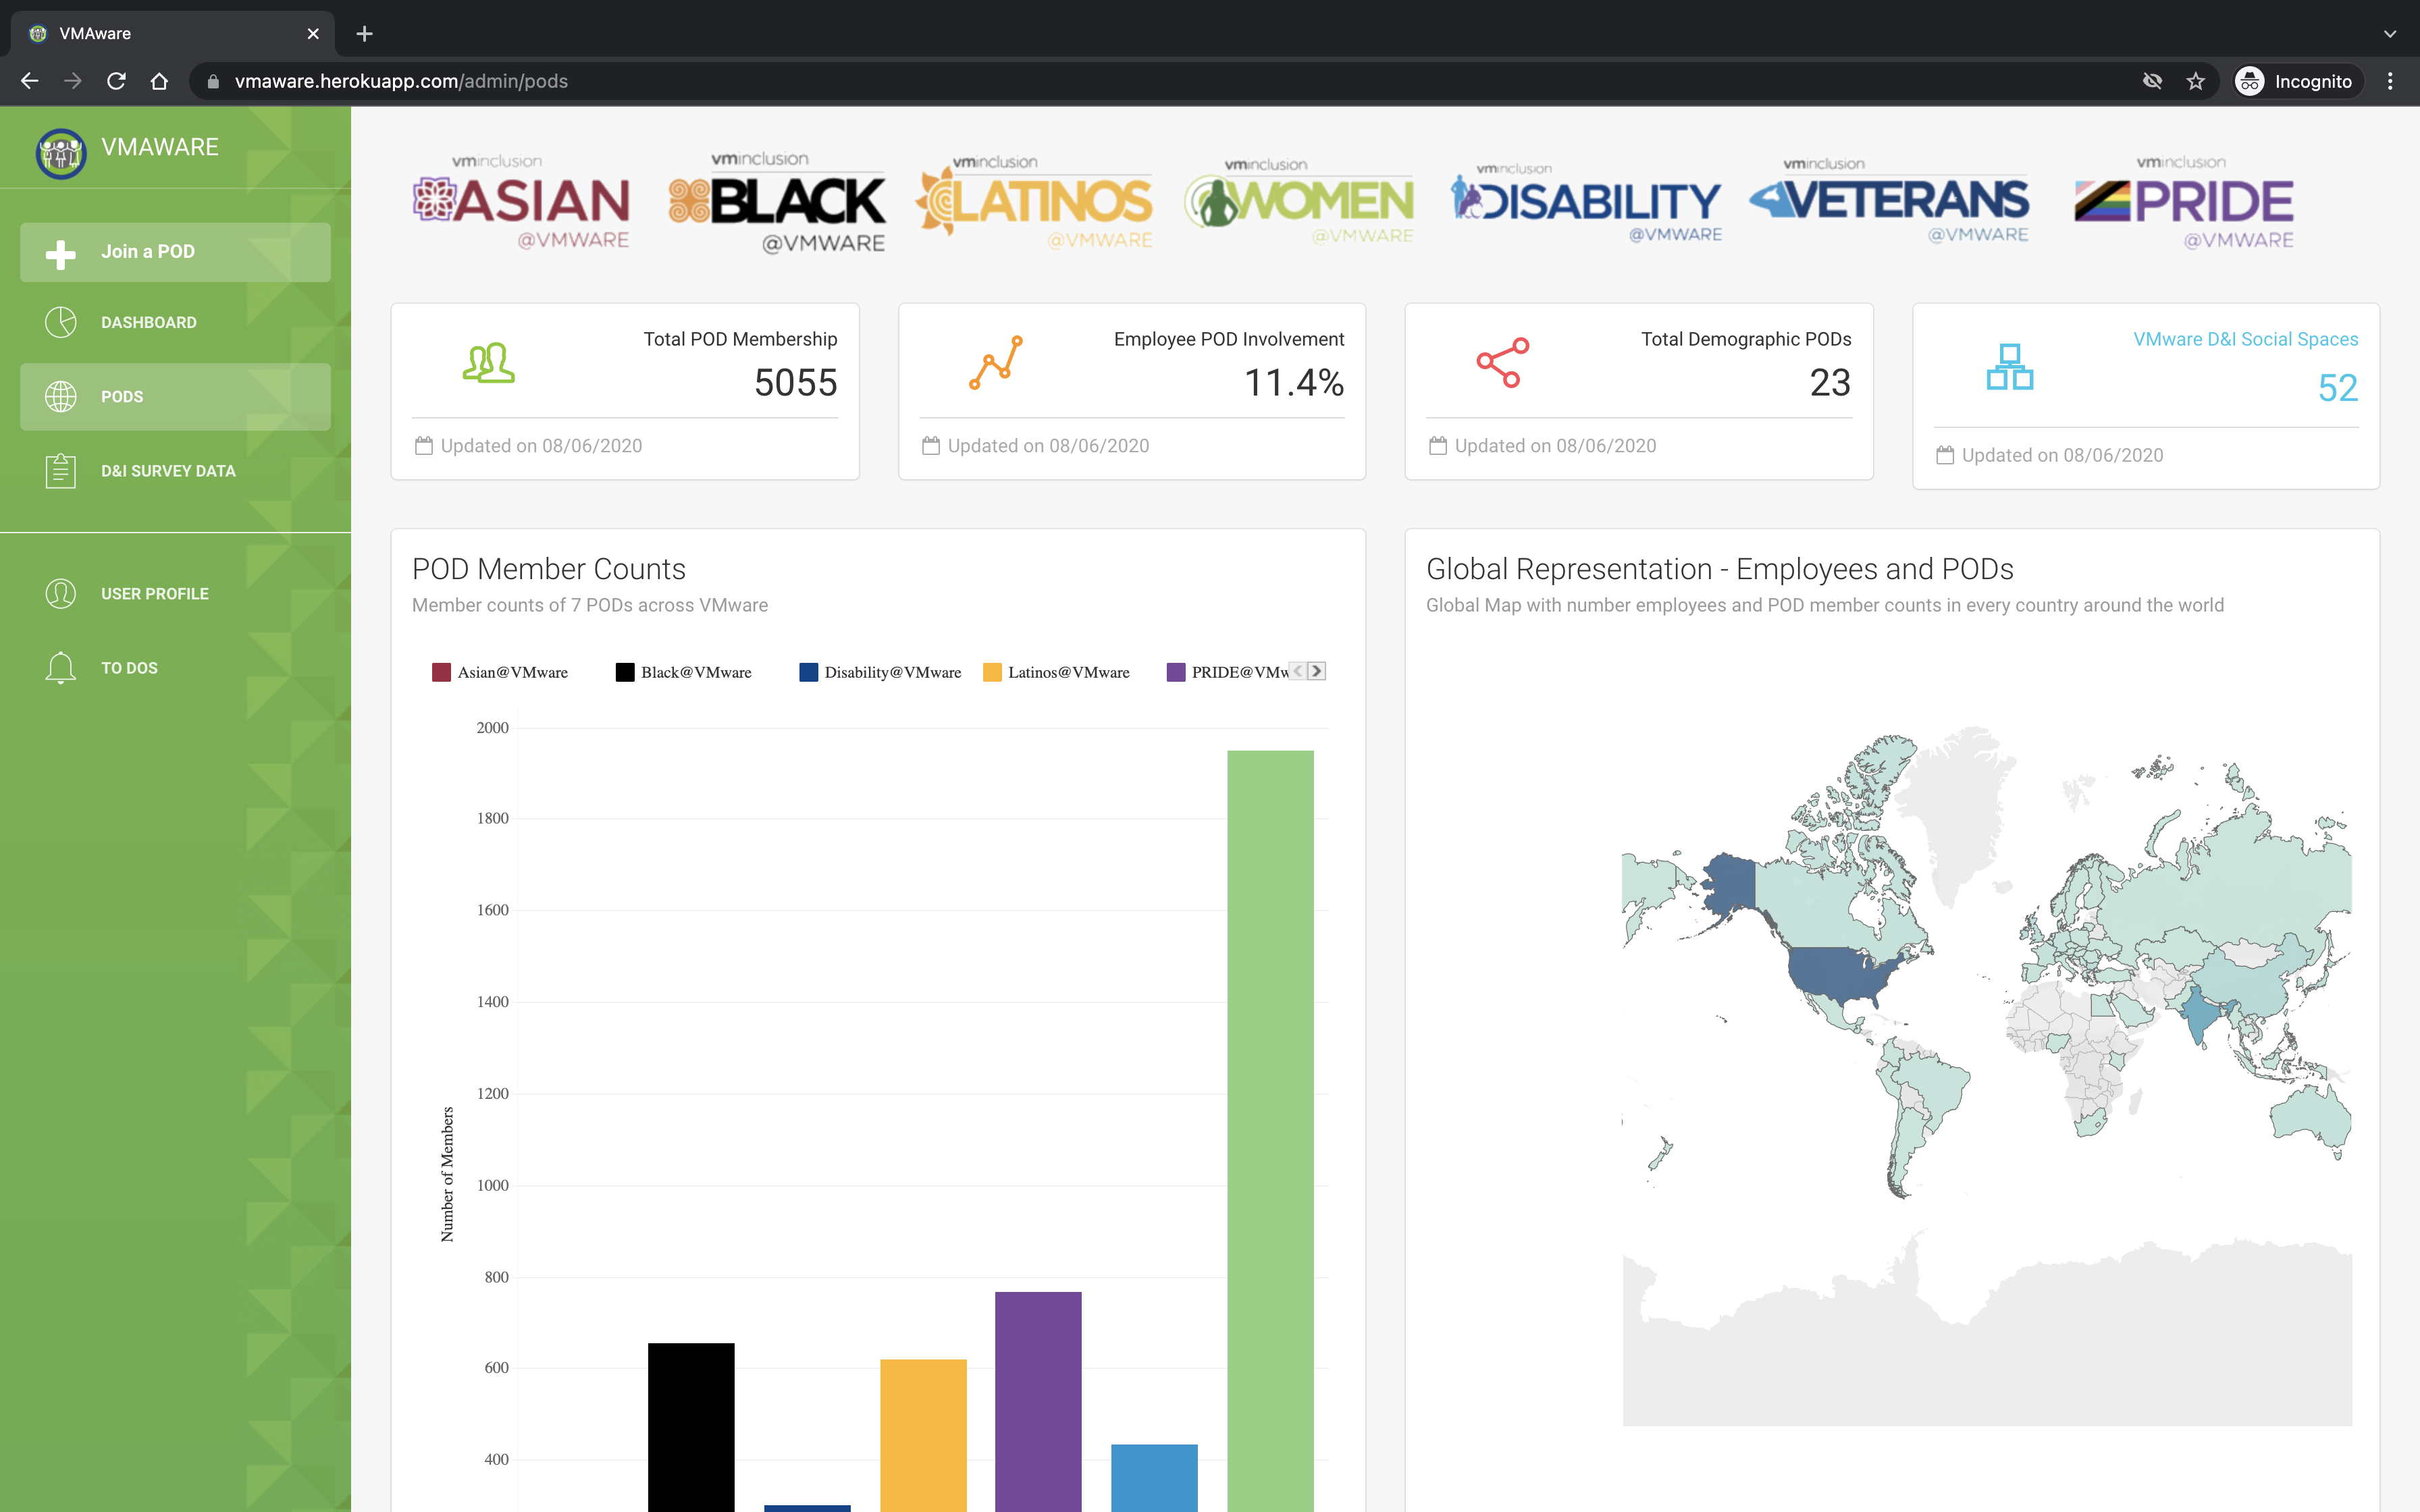 VMAware
vmaware.herokuapp.com/admin/pods
Incognito
VMAWARE
Join a POD
DASHBOARD
PODS
D&I SURVEY DATA
USER PROFILE
TO DOS
vminclusion
ASIAN
@VMWARE
vminclusion
BLACK
@VMWARE
vminclusion
LATINOS
@VMWARE
vminclusion
WOMEN
@VMWARE
vminclusion
DISABILITY
@VMWARE
vminclusion
VETERANS
@VMWARE
vminclusion
PRIDE
@VMWARE
Total POD Membership
5055
Updated on 08/06/2020
Employee POD Involvement
11.4%
Updated on 08/06/2020
Total Demographic PODs
23
Updated on 08/06/2020
VMware D&I Social Spaces
52
Updated on 08/06/2020
POD Member Counts
Member counts of 7 PODs across VMware
Asian@VMware Black@VMware Disability@VMware Latinos@VMware PRIDE@VMw
2000
1800
1600
1400
1200
1000
800
600
400
Number of Members
Global Representation - Employees and PODs
Global Map with number employees and POD member counts in every country around the world